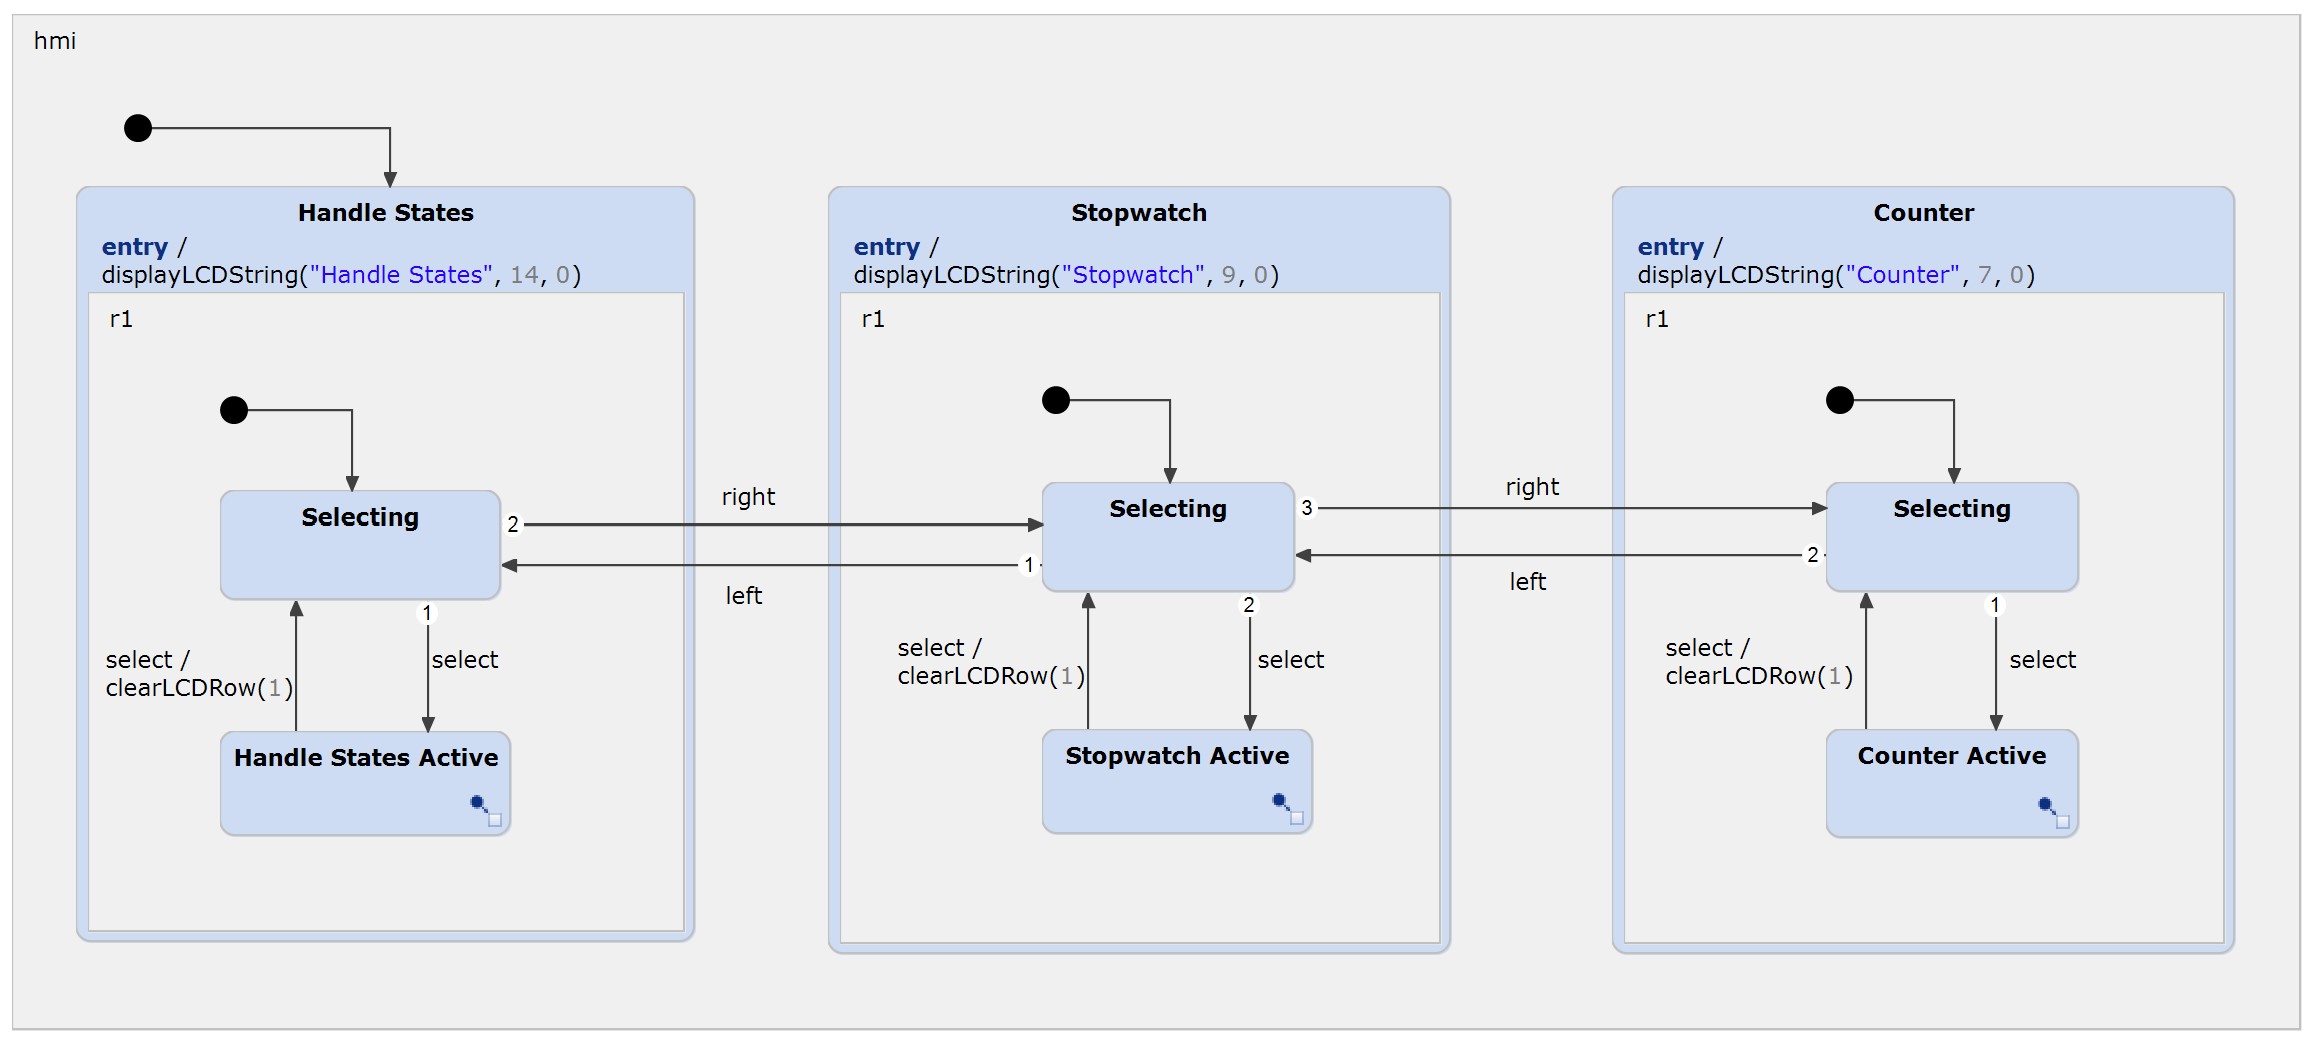 hmi
Handle States
entry /
displayLCDString("Handle States", 14, 0)
r1
Selecting
2
1
select /
clearLCDRow(1)
select
Handle States Active
right
left
Stopwatch
entry /
displayLCDString("Stopwatch", 9, 0)
r1
Selecting
3
1
2
select /
clearLCDRow(1)
select
Stopwatch Active
right
left
Counter
entry /
displayLCDString("Counter", 7, 0)
r1
Selecting
2
1
select /
clearLCDRow(1)
select
Counter Active